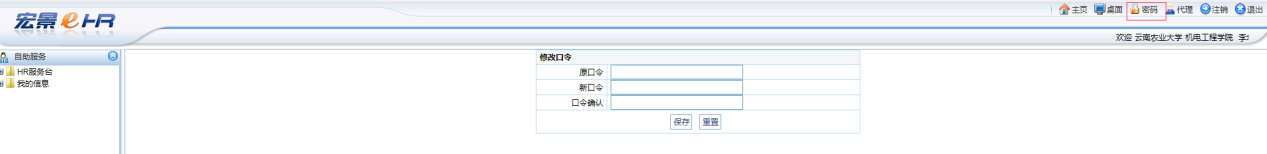 宏景eHR
主页 桌面 密码 代理 注销 退出
欢迎 云南农业大学 机电工程学院
自助服务
HR服务台
我的信息
修改口令
原口令
新口令
口令确认
保存 重置